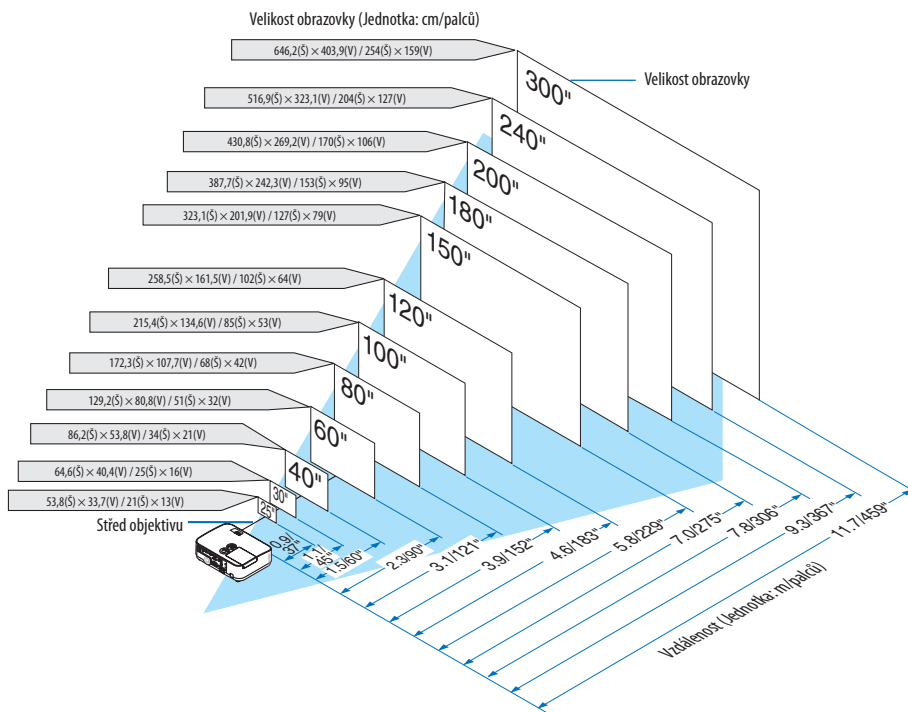 Velikost obrazovky (Jednotka: cm/palců)
646,2(Š) × 403,9(V) / 254(Š) × 159(V)
Velikost obrazovky
300"
516,9(Š) × 323,1(V) / 204(Š) × 127(V)
240"
430,8(Š) × 269,2(V) / 170(Š) × 106(V)
200"
387,7(Š) × 242,3(V) / 153(Š) × 95(V)
180"
323,1(Š) × 201,9(V) / 127(Š) × 79(V)
150"
258,5(Š) × 161,5(V) / 102(Š) × 64(V)
120"
215,4(Š) × 134,6(V) / 85(Š) × 53(V)
100"
172,3(Š) × 107,7(V) / 68(Š) × 42(V)
80"
129,2(Š) × 80,8(V) / 51(Š) × 32(V)
60"
86,2(Š) × 53,8(V) / 34(Š) × 21(V)
40"
64,6(Š) × 40,4(V) / 25(Š) × 16(V)
30"
53,8(Š) × 33,7(V) / 21(Š) × 13(V)
25"
Střed objektivu
0.9/
37"
1.1/
45"
1.5/60"
2.3/90"
3.1/121"
3.9/152"
4.6/183"
5.8/229"
7.0/275"
7.8/306"
9.3/367"
11.7/459"
Vzdálenost (Jednotka: m/palců)